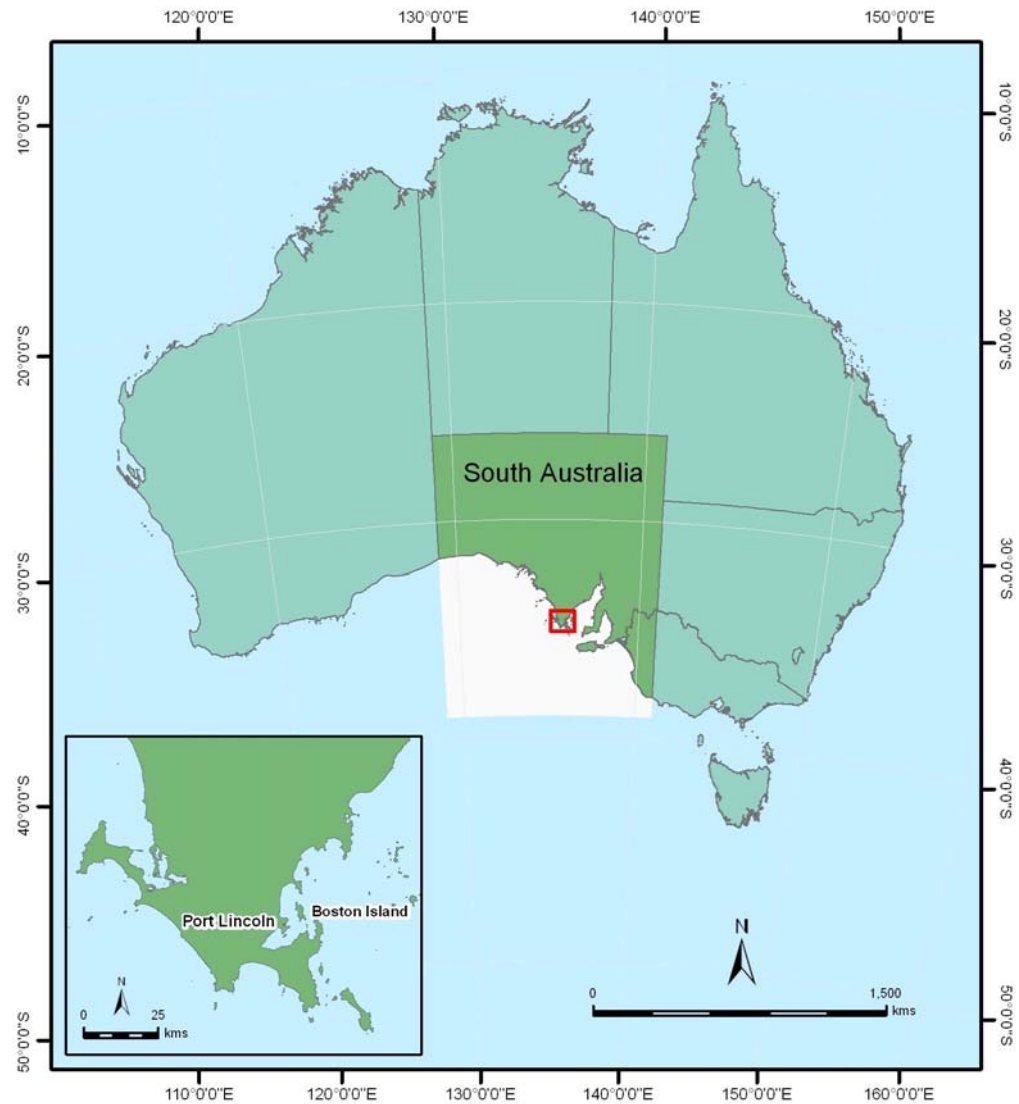 120°0'0"E 130°0'0"E 140°0'0"E 150°0'0"E
10°0'0"S
10°0'0"S
20°0'0"S
20°0'0"S
South Australia
30°0'0"S
30°0'0"S
40°0'0"S
40°0'0"S
Port Lincoln
Boston Island
N
0 25
kms
N
0 1,500
kms
50°0'0"S
50°0'0"S
110°0'0"E 120°0'0"E 130°0'0"E 140°0'0"E 150°0'0"E 160°0'0"E